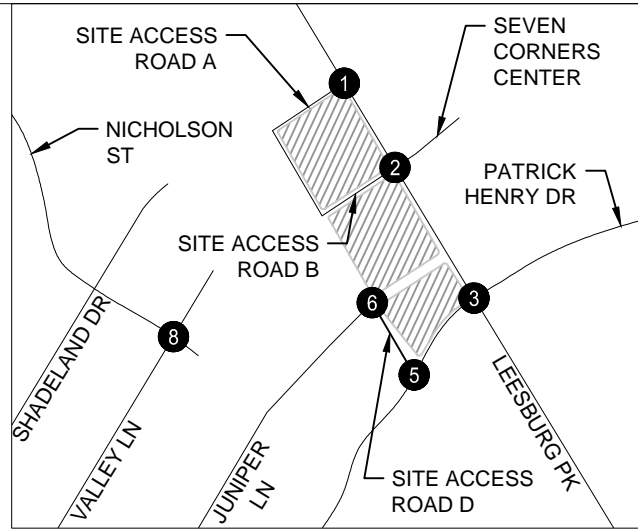 SITE ACCESS
ROAD A
SEVEN
CORNERS
CENTER
1
NICHOLSON
ST
2
PATRICK
HENRY DR
SITE ACCESS
ROAD B
6
3
8
SHADELAND DR
VALLEY LN
JUNIPER
LN
5
LEESBURG PK
SITE ACCESS
ROAD D